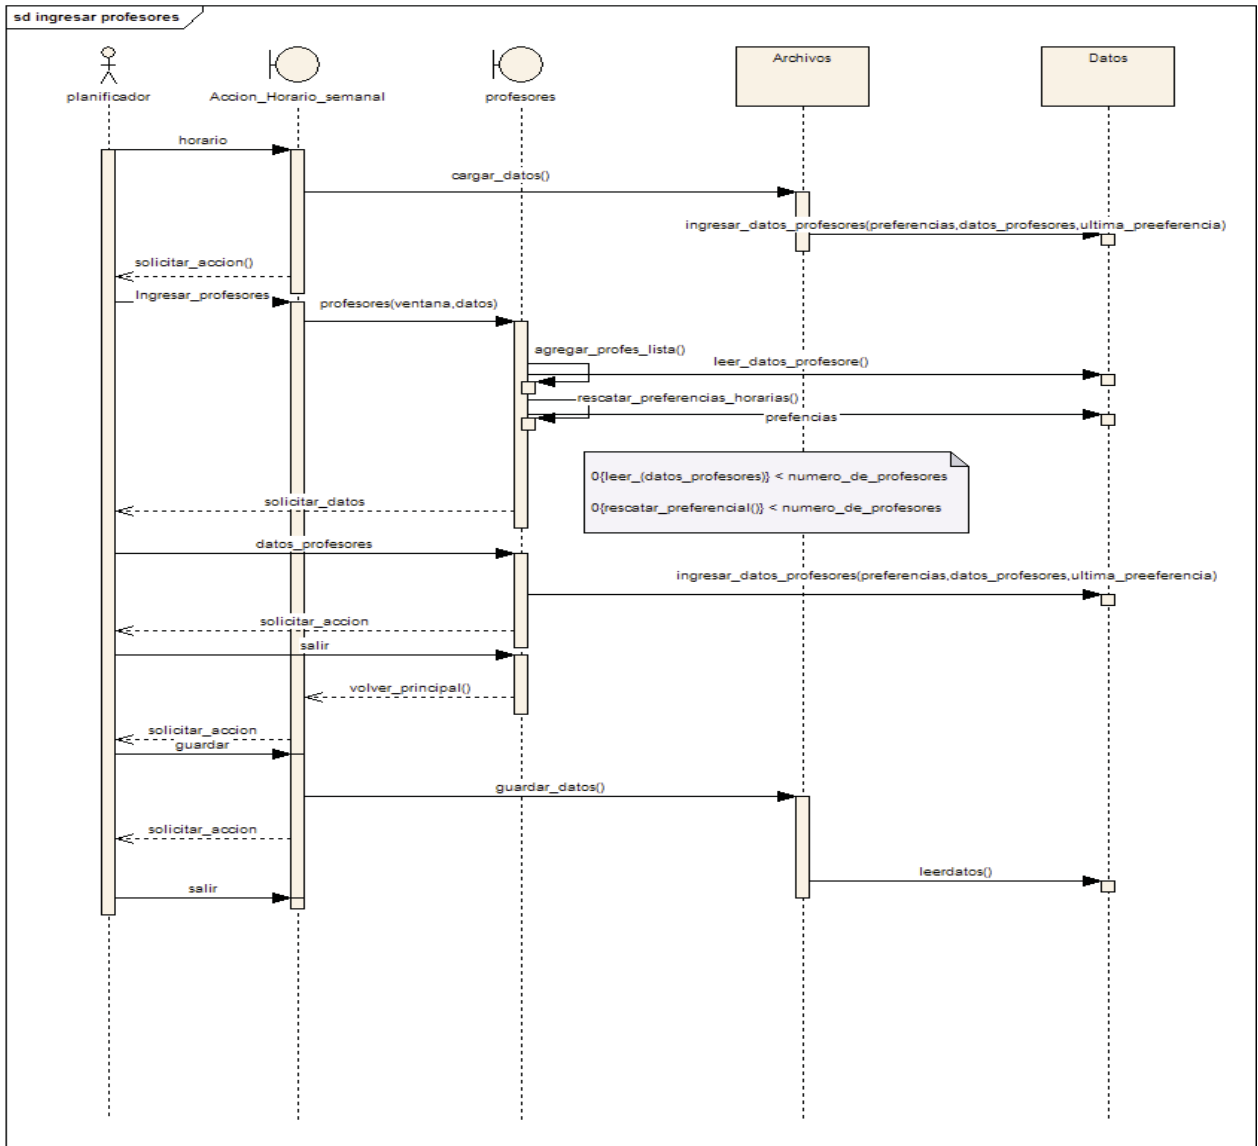 sd ingresar profesores
planificador
Accion_Horario_semanal
profesores
Archivos
Datos
horario
cargar_datos()
ingresar_datos_profesores(preferencias,datos_profesores,ultima_preeferencia)
solicitar_accion()
Ingresar_profesores
profesores(ventana,datos)
agregar_profes_lista()
leer_datos_profesore()
rescatar_preferencias_horarias()
prefencias
0{leer_(datos_profesores)} < numero_de_profesores
0{rescatar_preferencial()} < numero_de_profesores
solicitar_datos
datos_profesores
ingresar_datos_profesores(preferencias,datos_profesores,ultima_preeferencia)
solicitar_accion
salir
volver_principal()
solicitar_accion
guardar
guardar_datos()
solicitar_accion
leerdatos()
salir